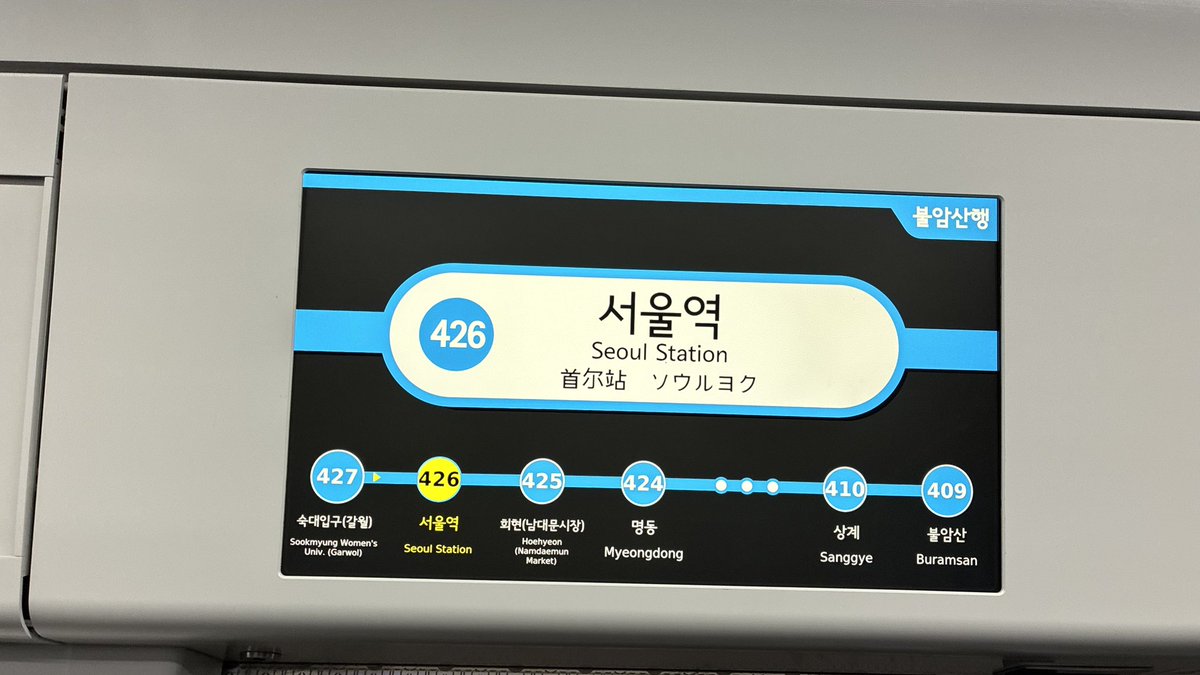 불암산행
426
서울역
Seoul Station
首尔站 ソウルヨク
427 426 425 424 410 409
숙대입구(갈월)
Sookmyung Women's
Univ. (Garwol)
서울역
Seoul Station
회현(남대문시장)
Hoehyeon
(Namdaemun
Market)
명동
Myeongdong
상계
Sanggye
불암산
Buramsan